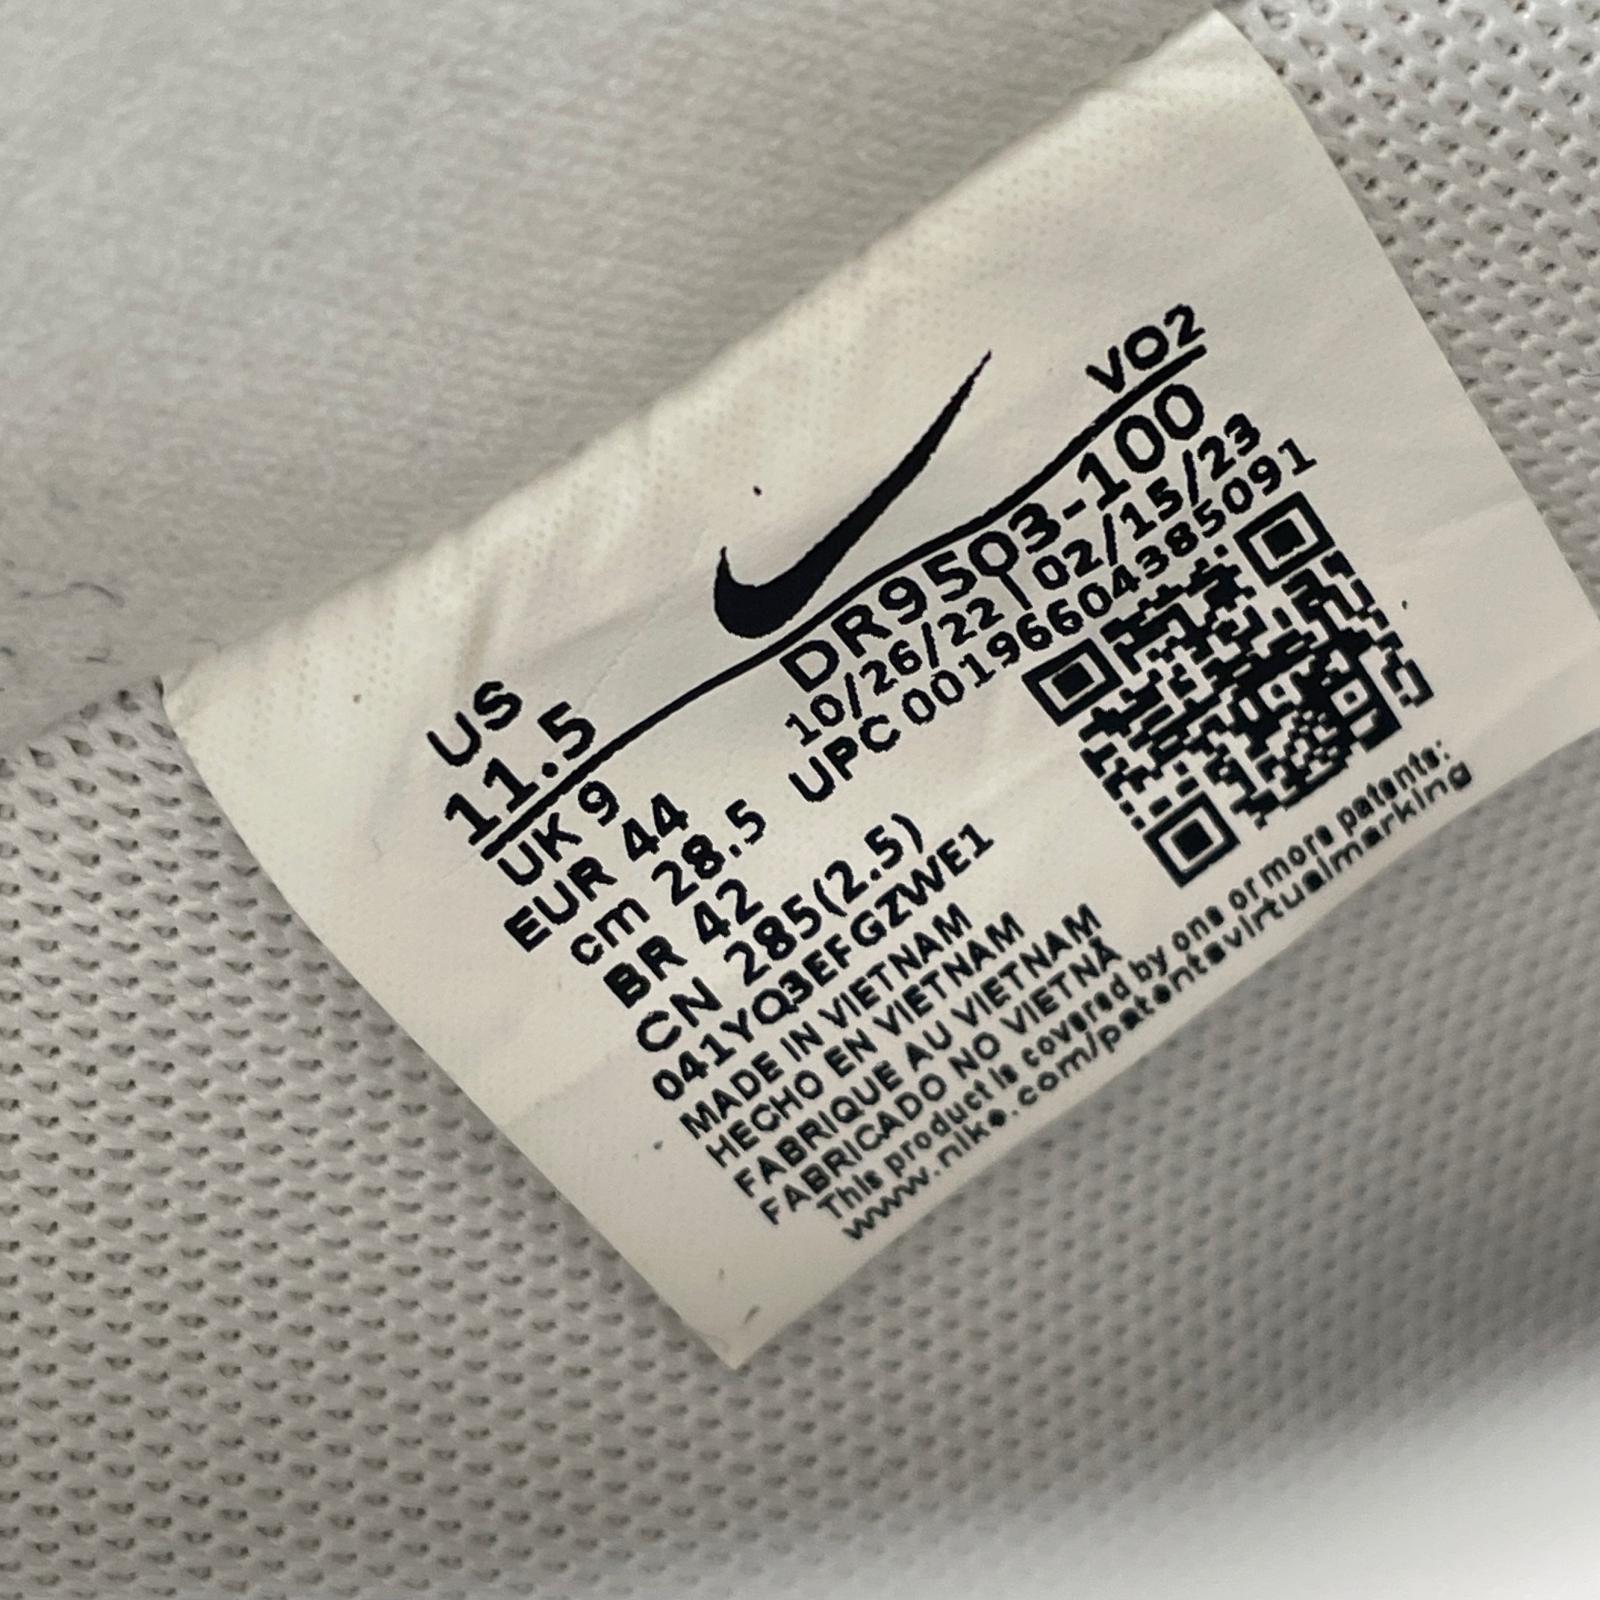 US
11.5
VO2
UK 9
EUR 44
cm 28.5
BR 42
CN 285(2.5)
DR9503-100
10/26/22 | 02/15/23
UPC 00196604385091
041YQ3EFGZWE1
MADE IN VIETNAM
HECHO EN VIETNAM
FABRIQUE AU VIETNAM
FABRICADO NO VIETNÃ
This product is covered by one or more patents:
www.nike.com/patentavirtualmarking